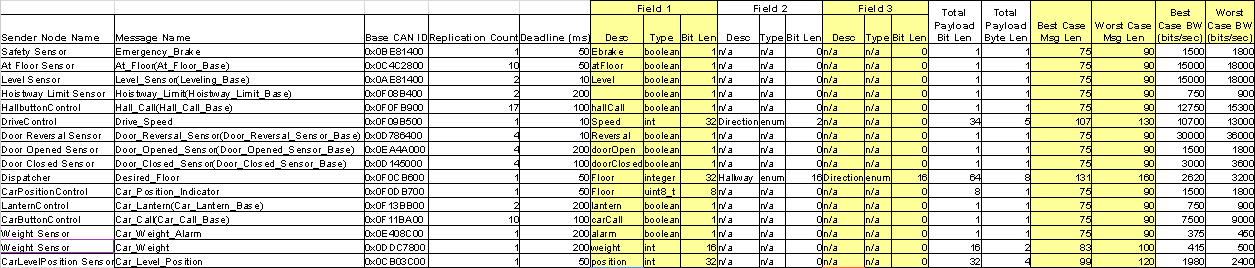 Field 1 Field 2 Field 3 Total Payload Bit Len Total Payload Byte Len Best Case Msg Len Worst Case Msg Len Best Case BW (bits/sec) Worst Case BW (bits/sec)
Sender Node Name Message Name Base CAN ID Replication Count Deadline (ms) Desc Type Bit Len Desc Type Bit Len Desc Type Bit Len
Safety Sensor Emergency_Brake 0x0BE81400 1 50 Ebrake boolean 1 n/a n/a 0 n/a n/a 0 1 1 75 90 1500 1800
At Floor Sensor At_Floor(At_Floor_Base) 0x0C4C2800 10 50 atFloor boolean 1 n/a n/a 0 n/a n/a 0 1 1 75 90 15000 18000
Level Sensor Level_Sensor(Leveling_Base) 0x0AE81400 2 10 Level boolean 1 n/a n/a 0 n/a n/a 0 1 1 75 90 15000 18000
Hoistway Limit Sensor Hoistway_Limit(Hoistway_Limit_Base) 0x0F08B400 2 200 boolean 1 n/a n/a 0 n/a n/a 0 1 1 75 90 750 900
HallbuttonControl Hall_Call(Hall_Call_Base) 0x0F0FB900 17 100 hallCall boolean 1 n/a n/a 0 n/a n/a 0 1 1 75 90 12750 15300
DriveControl Drive_Speed 0x0F09B500 1 10 Speed int 32 Direction enum 2 n/a n/a 0 34 5 107 130 10700 13000
Door Reversal Sensor Door_Reversal_Sensor(Door_Reversal_Sensor_Base) 0x0D786400 4 10 Reversal boolean 1 n/a n/a 0 n/a n/a 0 1 1 75 90 30000 36000
Door Opened Sensor Door_Opened_Sensor(Door_Opened_Sensor_Base) 0x0EA4A000 4 200 doorOpen boolean 1 n/a n/a 0 n/a n/a 0 1 1 75 90 1500 1800
Door Closed Sensor Door_Closed_Sensor(Door_Closed_Sensor_Base) 0x0D145000 4 100 doorClosed boolean 1 n/a n/a 0 n/a n/a 0 1 1 75 90 3000 3600
Dispatcher Desired_Floor 0x0F0CB600 1 50 Floor integer 32 Hallway enum 16 Direction enum 16 64 8 131 160 2620 3200
CarPositionControl Car_Position_Indicator 0x0F0DB700 1 50 Floor uint8_t 8 n/a n/a 0 n/a n/a 0 8 1 75 90 1500 1800
LanternControl Car_Lantern(Car_Lantern_Base) 0x0F13BB00 2 200 lantern boolean 1 n/a n/a 0 n/a n/a 0 1 1 75 90 750 900
CarButtonControl Car_Call(Car_Call_Base) 0x0F11BA00 10 100 carCall boolean 1 n/a n/a 0 n/a n/a 0 1 1 75 90 7500 9000
Weight Sensor Car_Weight_Alarm 0x0E408C00 1 200 alarm boolean 1 n/a n/a 0 n/a n/a 0 1 1 75 90 375 450
Weight Sensor Car_Weight 0x0DDC7800 1 200 weight int 16 n/a n/a 0 n/a n/a 0 16 2 83 100 415 500
CarLevelPosition Sensor Car_Level_Position 0x0CB03C00 1 50 position int 32 n/a n/a 0 n/a n/a 0 32 4 99 120 1980 2400